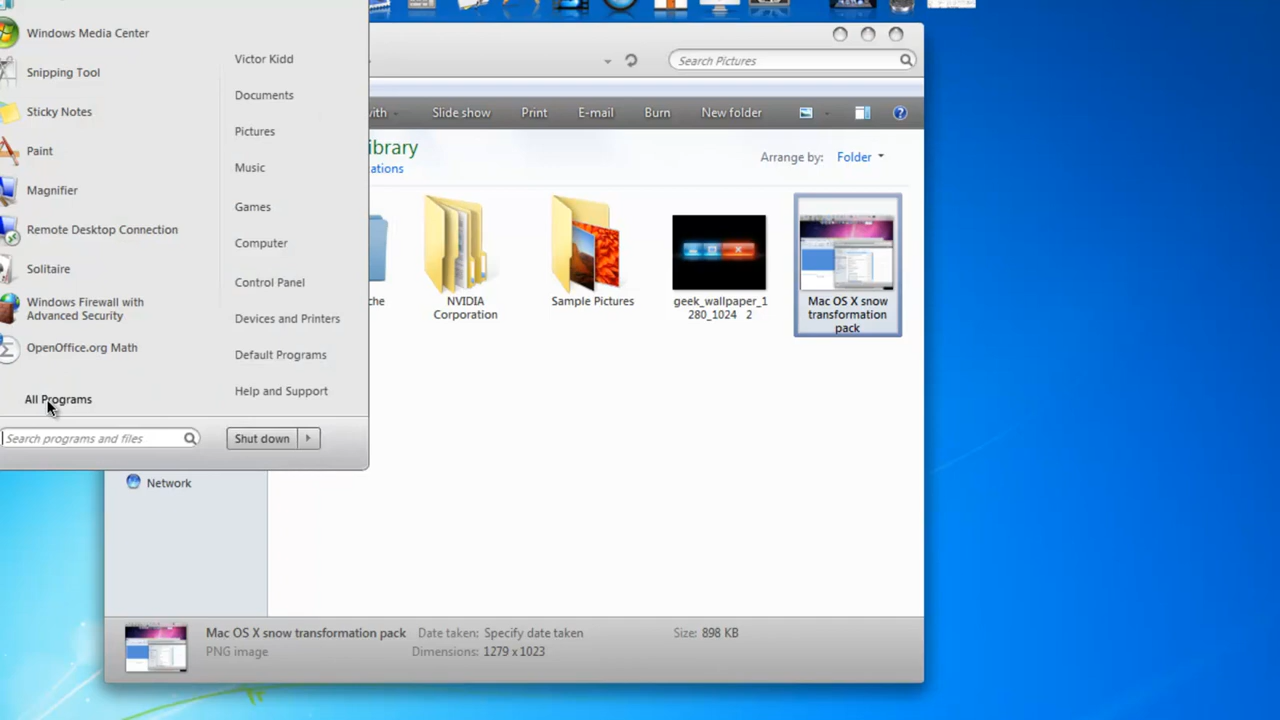 Windows Media Center
Snipping Tool
Sticky Notes
Paint
Magnifier
Remote Desktop Connection
Solitaire
Windows Firewall with
Advanced Security
OpenOffice.org Math
All Programs
Search programs and files
Victor Kidd
Documents
Pictures
Music
Games
Computer
Control Panel
Devices and Printers
Default Programs
Help and Support
Shut down
Search Pictures
ith
Slide show
Print
E-mail
Burn
New folder
ibrary
ations
Arrange by:
Folder
che
NVIDIA
Corporation
Sample Pictures
geek_wallpaper_1
280_1024 2
Mac OS X snow
transformation
pack
Network
Mac OS X snow transformation pack
PNG image
Date taken: Specify date taken
Dimensions: 1279 x 1023
Size: 898 KB